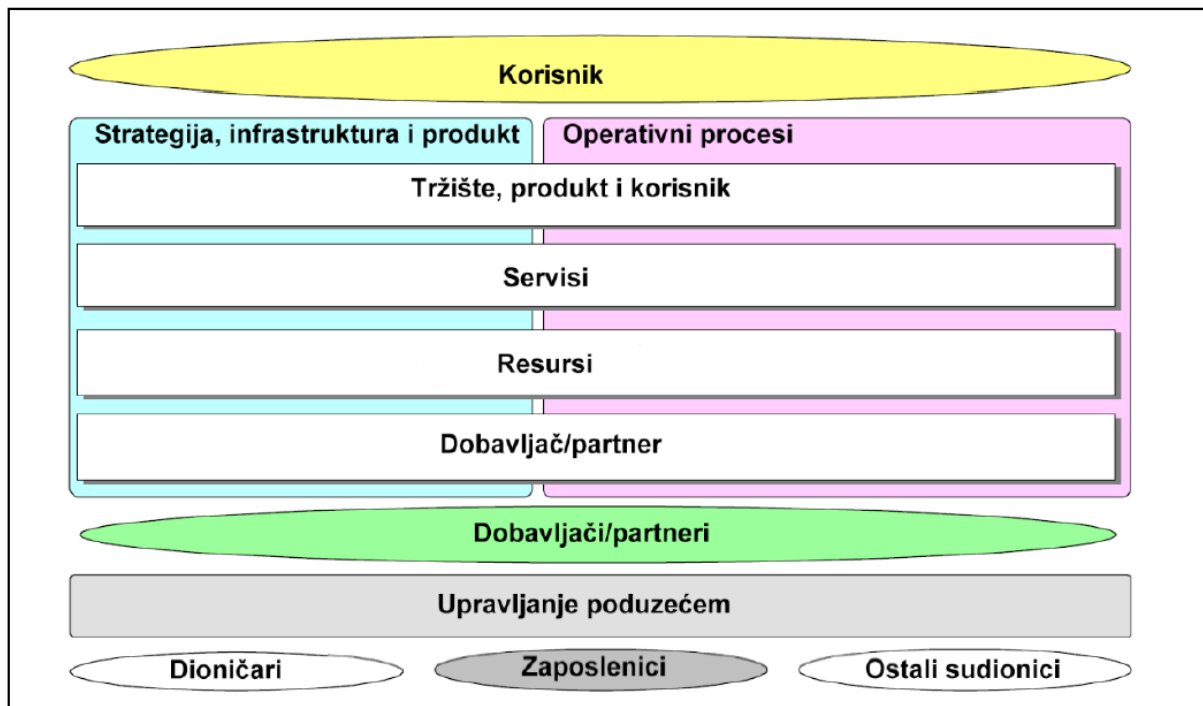 Korisnik
Strategija, infrastruktura i produkt
Operativni procesi
Tržište, produkt i korisnik
Servisi
Resursi
Dobavljač/partner
Dobavljači/partneri
Upravljanje poduzećem
Dioničari
Zaposlenici
Ostali sudionici